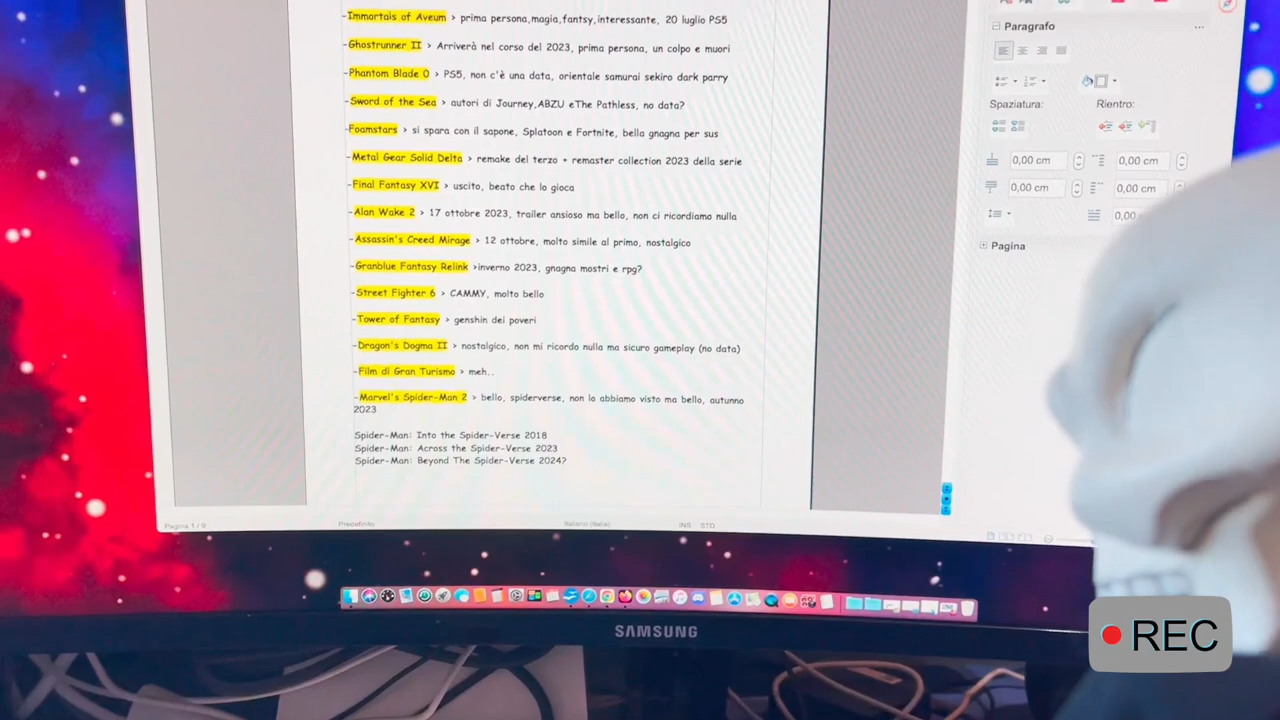 -Immortals of Aveum > prima persona,magia,fantsy,interessante, 20 luglio PS5
-Ghostrunner II > Arriverà nel corso del 2023, prima persona, un colpo e muori
-Phantom Blade 0 > PS5, non c'è una data, orientale samurai sekiro dark parry
-Sword of the Sea > autori di Journey,ABZU eThe Pathless, no data?
-Foamstars > si spara con il sapone, Splatoon e Fortnite, bella gnagna per sus
-Metal Gear Solid Delta > remake del terzo + remaster collection 2023 della serie
-Final Fantasy XVI > uscito, beato che lo gioca
-Alan Wake 2 > 17 ottobre 2023, trailer ansioso ma bello, non ci ricordiamo nulla
-Assassin's Creed Mirage > 12 ottobre, molto simile al primo, nostalgico
-Granblue Fantasy Relink >inverno 2023, gnagna mostri e rpg?
-Street Fighter 6 > CAMMY, molto bello
-Tower of Fantasy > genshin dei poveri
-Dragon's Dogma II > nostalgico, non mi ricordo nulla ma sicuro gameplay (no data)
-Film di Gran Turismo > meh..
-Marvel's Spider-Man 2 > bello, spiderverse, non lo abbiamo visto ma bello, autunno
2023
Spider-Man: Into the Spider-Verse 2018
Spider-Man: Across the Spider-Verse 2023
Spider-Man: Beyond The Spider-Verse 2024?
Pagina 1 / 9
Predefinito
Italiano (Italia)
INS
STD
Paragrafo
Spaziatura:
Rientro:
0,00 cm
0,00 cm
0,00 cm
0,00 cm
0,00
Pagina
SAMSUNG
REC